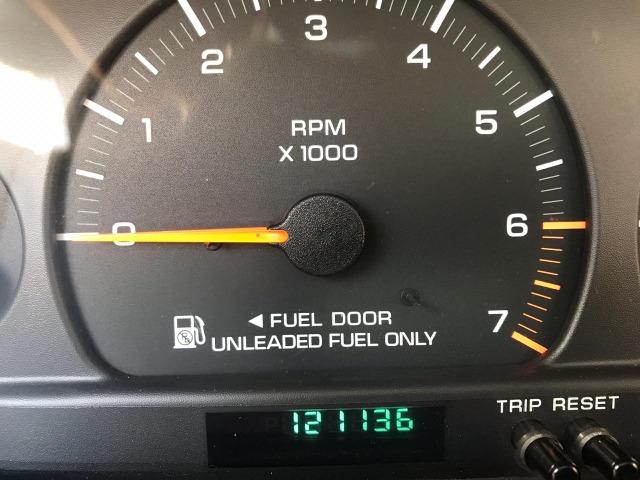 0
1
2
3
4
5
6
7
RPM
X 1000
◄ FUEL DOOR
UNLEADED FUEL ONLY
TRIP RESET
121136